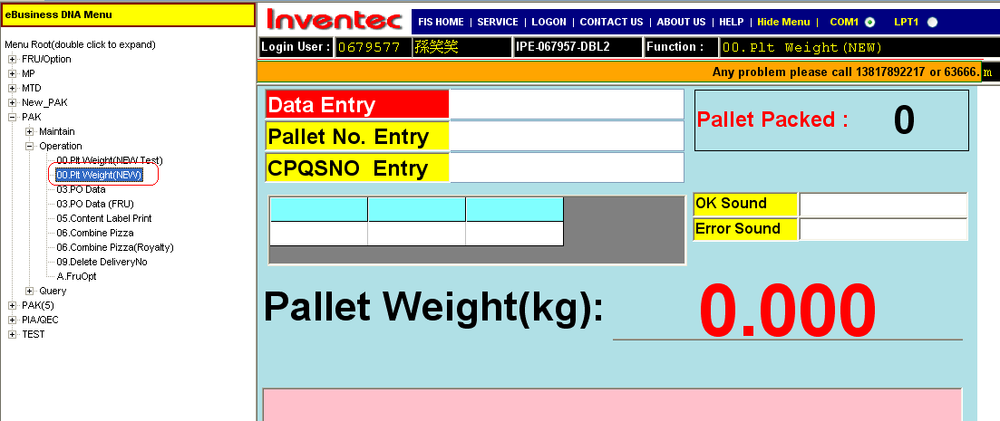 eBusiness DNA Menu
Menu Root(double click to expand)
FRU/Option
MP
MTD
New_PAK
PAK
Maintain
Operation
00.Plt Weight(NEW Test)
00.Plt Weight(NEW)
03.PO Data
03.PO Data (FRU)
05.Content Label Print
06.Combine Pizza
06.Combine Pizza(Royalty)
09.Delete DeliveryNo
A.FruOpt
Query
PAK(5)
PIA/QEC
TEST
Inventec
FIS HOME | SERVICE | LOGON | CONTACT US | ABOUT US | HELP | Hide Menu | COM1 LPT1
Login User : 0679577 孫笑笑 IPE-067957-DBL2 Function : 00.Plt Weight(NEW)
Any problem please call 13817892217 or 63666. m
Data Entry
Pallet No. Entry
CPQSNO Entry
Pallet Packed : 0
OK Sound
Error Sound
Pallet Weight(kg): 0.000